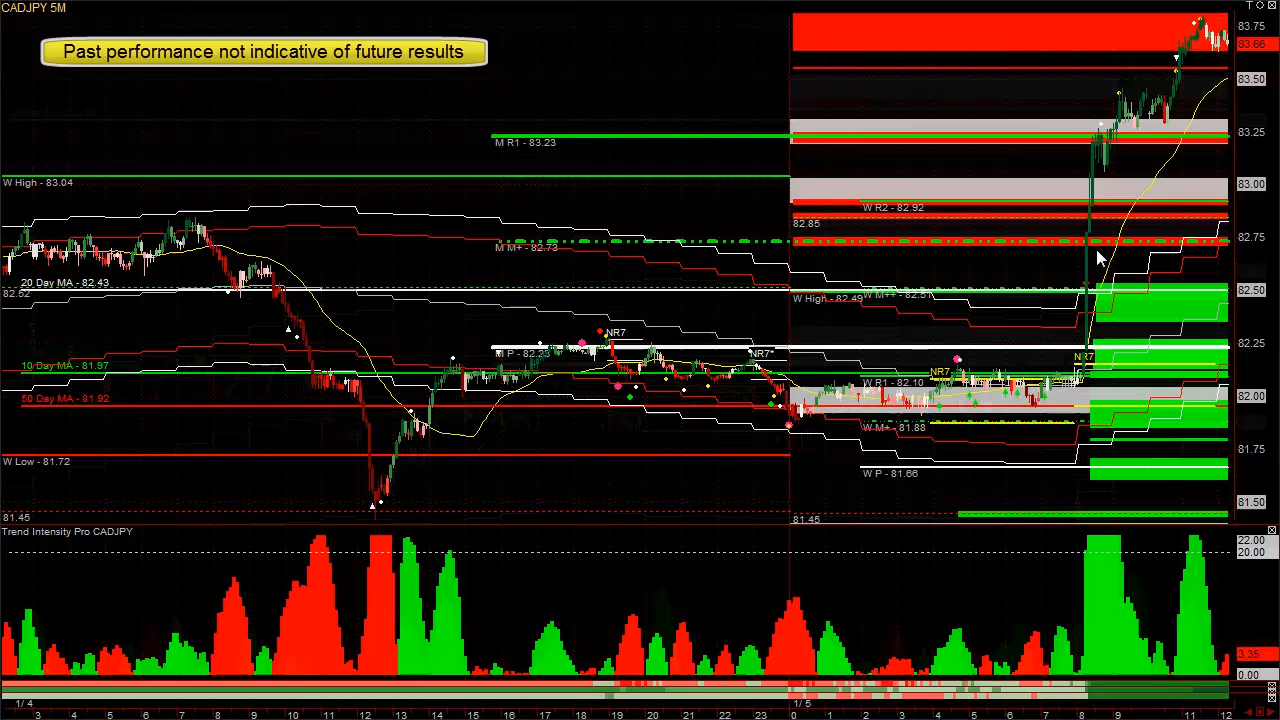 CADJPY 5M
Past performance not indicative of future results
83.75
83.66
83.50
83.25
83.00
82.75
82.50
82.25
82.00
81.75
81.50
M R1 - 83.23
W High - 83.04
W R2 - 82.92
82.85
M M+ - 82.73
20 Day MA - 82.43
82.52
W High - 82.49
W M++ - 82.51
NR7
M P - 82.23
NR7*
NR7
10 Day MA - 81.97
NR7
W R1 - 82.10
50 Day MA - 81.92
W M+ - 81.88
W Low - 81.72
W P - 81.66
81.45
81.45
Trend Intensity Pro CADJPY
22.00
20.00
3.35
0.00
1/ 4
1/ 5
3 4 5 6 7 8 9 10 11 12 13 14 15 16 17 18 19 20 21 22 23 0 1 2 3 4 5 6 7 8 9 10 11 12